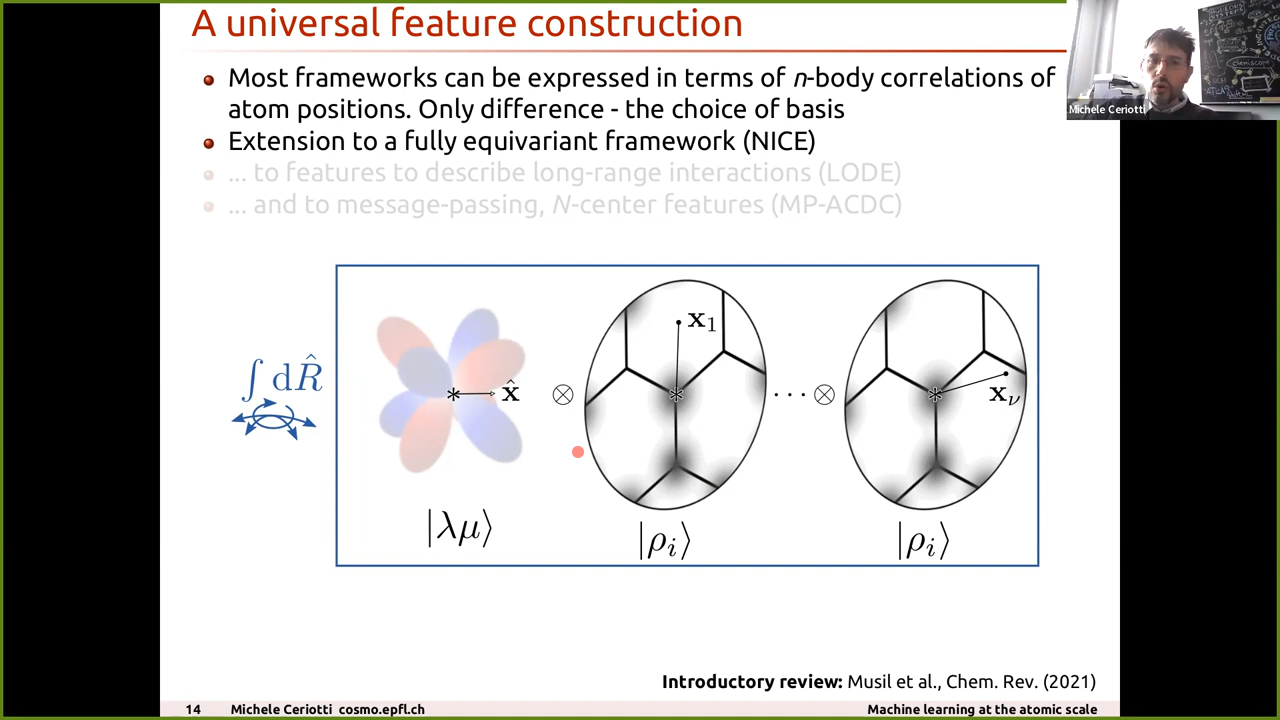 A universal feature construction
Most frameworks can be expressed in terms of n-body correlations of
atom positions. Only difference - the choice of basis
Extension to a fully equivariant framework (NICE)
... to features to describe long-range interactions (LODE)
... and to message-passing, N-center features (MP-ACDC)
Michele Ceriotti
∫ dR̂
* x̂ ⊗ * x₁ ⋯ ⊗ * xᵥ
|λμ⟩ |ρᵢ⟩ |ρᵢ⟩
Introductory review: Musil et al., Chem. Rev. (2021)
14 Michele Ceriotti cosmo.epfl.ch Machine learning at the atomic scale